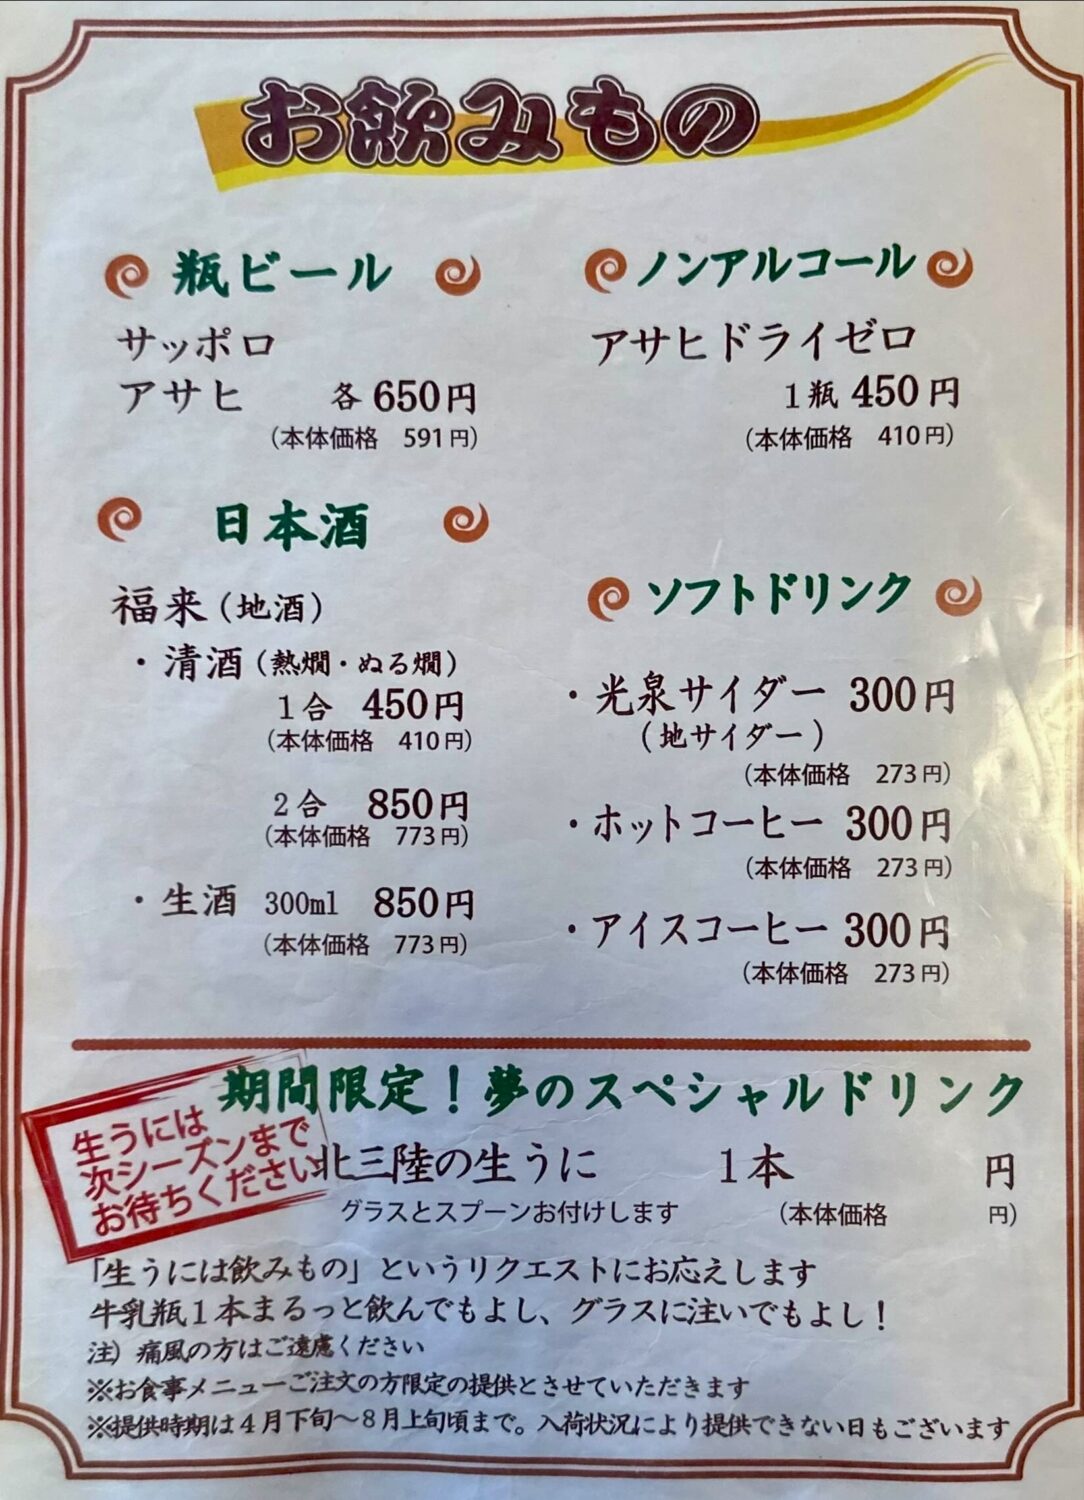 お飲みもの
瓶ビール
サッポロ
アサヒ 各 650円
(本体価格 591円)
ノンアルコール
アサヒドライゼロ
1瓶 450円
(本体価格 410円)
日本酒
福来(地酒)
・清酒(熱燗・ぬる燗)
1合 450円
(本体価格 410円)
2合 850円
(本体価格 773円)
・生酒 300ml 850円
(本体価格 773円)
ソフトドリンク
・光泉サイダー 300円
(地サイダー)
(本体価格 273円)
・ホットコーヒー 300円
(本体価格 273円)
・アイスコーヒー 300円
(本体価格 273円)
期間限定!夢のスペシャルドリンク
生うには
次シーズンまで
お待ちください
北三陸の生うに 1本 円
グラスとスプーンお付けします (本体価格 円)
「生うには飲みもの」というリクエストにお応えします
牛乳瓶1本まるっと飲んでもよし、グラスに注いでもよし!
注)痛風の方はご遠慮ください
※お食事メニューご注文の方限定の提供とさせていただきます
※提供時期は4月下旬〜8月上旬頃まで。入荷状況により提供できない日もございます